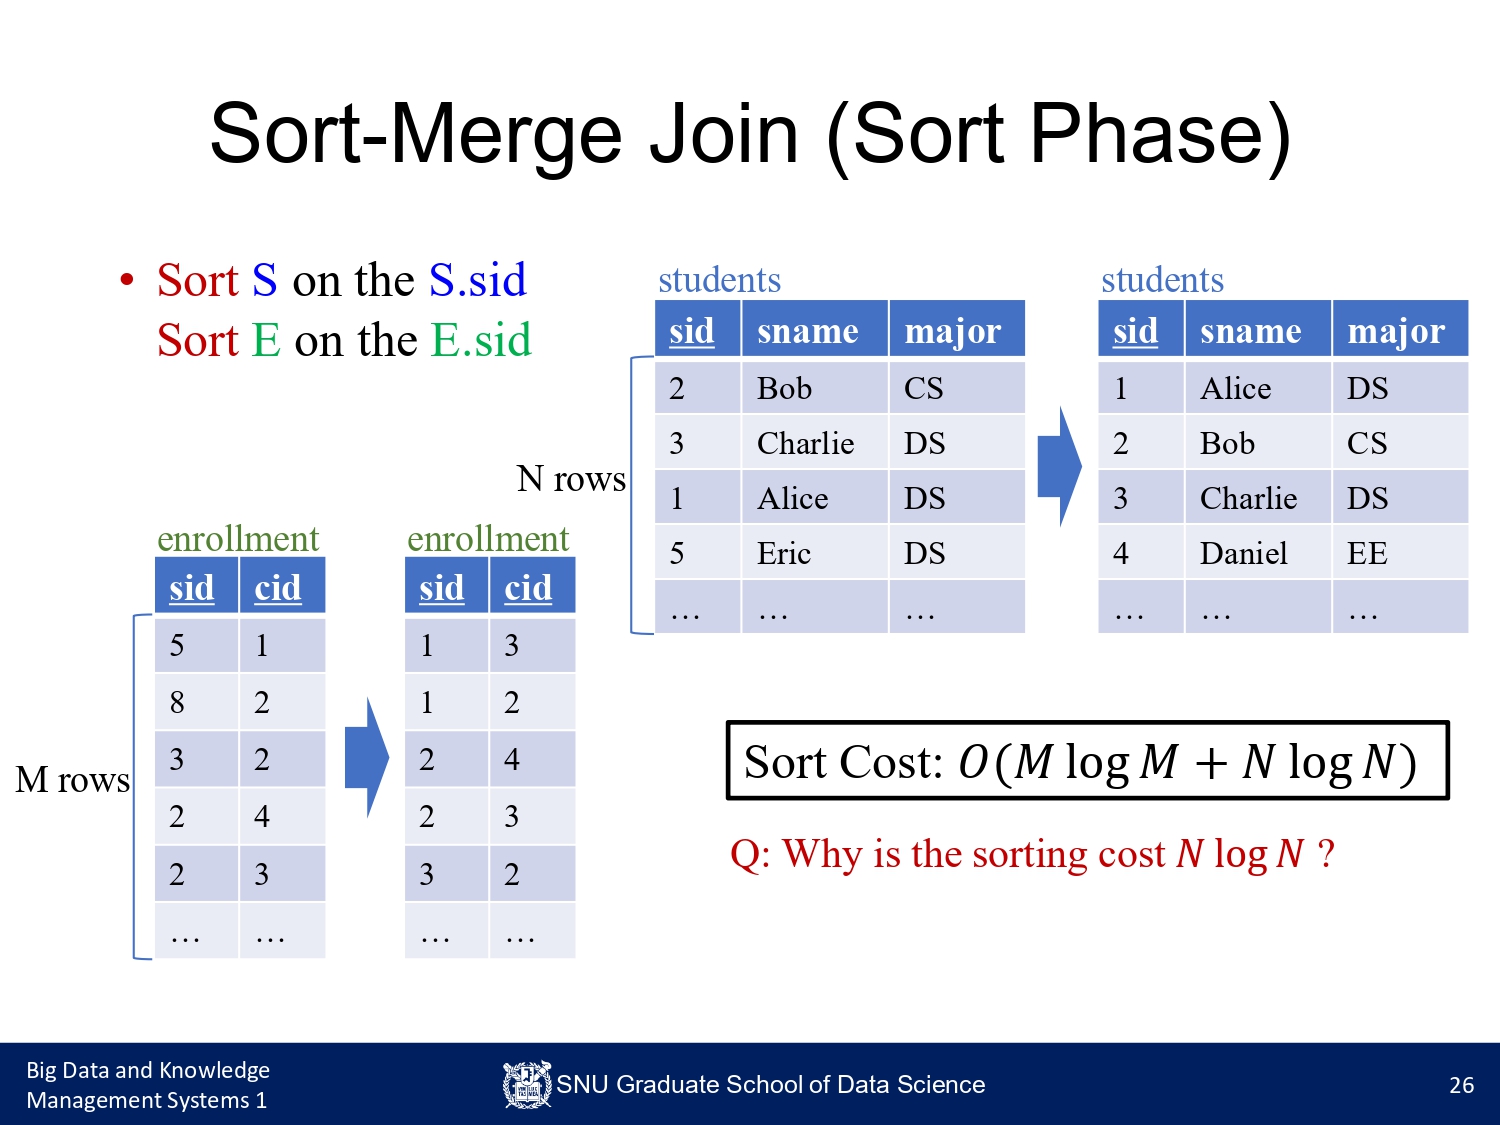 Sort-Merge Join (Sort Phase)
• Sort S on the S.sid
Sort E on the E.sid
students
sid sname major
2 Bob CS
3 Charlie DS
1 Alice DS
5 Eric DS
… … …
N rows
students
sid sname major
1 Alice DS
2 Bob CS
3 Charlie DS
4 Daniel EE
… … …
enrollment
sid cid
5 1
8 2
3 2
2 4
2 3
… …
M rows
enrollment
sid cid
1 3
1 2
2 4
2 3
3 2
… …
Sort Cost: O(M log M + N log N)
Q: Why is the sorting cost N log N ?
Big Data and Knowledge
Management Systems 1
SNU Graduate School of Data Science
26